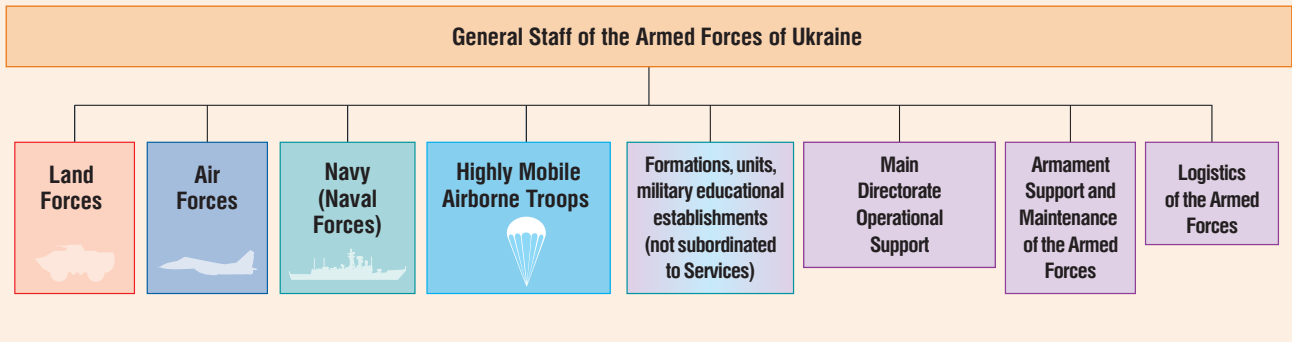 General Staff of the Armed Forces of Ukraine
Land
Forces
Air
Forces
Navy
(Naval
Forces)
Highly Mobile
Airborne Troops
Formations, units,
military educational
establishments
(not subordinated
to Services)
Main
Directorate
Operational
Support
Armament
Support and
Maintenance
of the Armed
Forces
Logistics
of the Armed
Forces